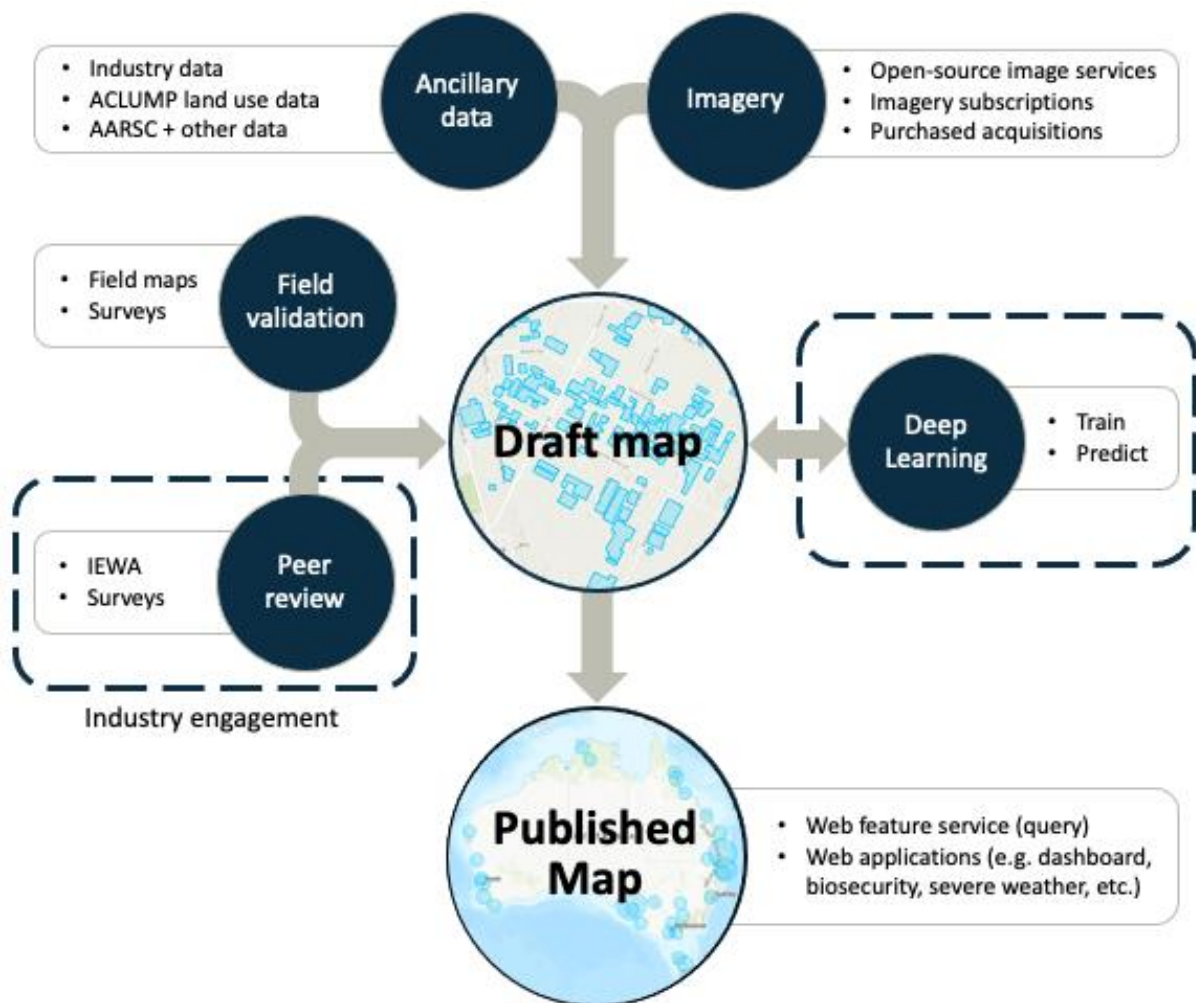 • Industry data
• ACLUMP land use data
• AARSC + other data
Ancillary
data
Imagery
• Open-source image services
• Imagery subscriptions
• Purchased acquisitions
• Field maps
• Surveys
Field
validation
Draft map
Deep
Learning
• Train
• Predict
• IEWA
• Surveys
Peer
review
Industry engagement
Published
Map
• Web feature service (query)
• Web applications (e.g. dashboard,
biosecurity, severe weather, etc.)